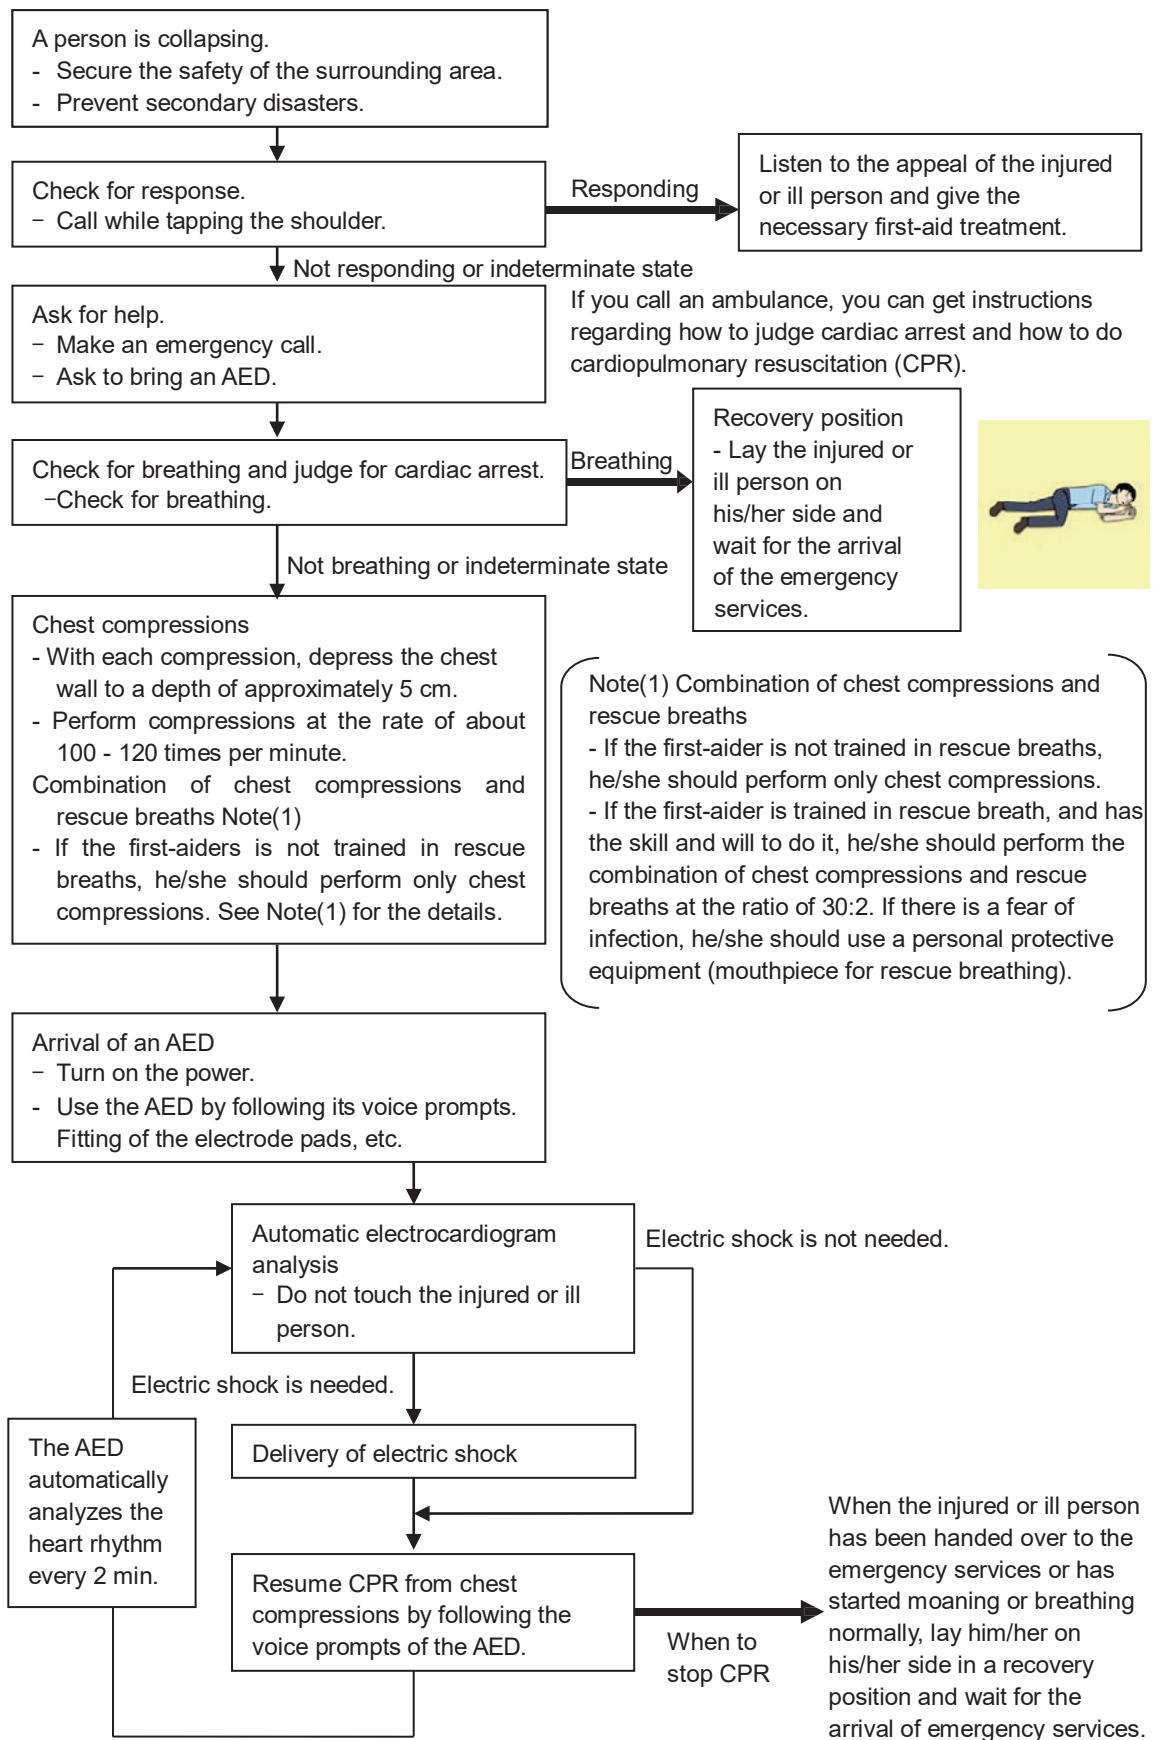 A person is collapsing.
- Secure the safety of the surrounding area.
- Prevent secondary disasters.
Check for response.
− Call while tapping the shoulder.
Responding
Listen to the appeal of the injured
or ill person and give the
necessary first-aid treatment.
Not responding or indeterminate state
Ask for help.
− Make an emergency call.
− Ask to bring an AED.
If you call an ambulance, you can get instructions
regarding how to judge cardiac arrest and how to do
cardiopulmonary resuscitation (CPR).
Check for breathing and judge for cardiac arrest.
−Check for breathing.
Breathing
Recovery position
- Lay the injured or
ill person on
his/her side and
wait for the arrival
of the emergency
services.
Not breathing or indeterminate state
Chest compressions
- With each compression, depress the chest
wall to a depth of approximately 5 cm.
- Perform compressions at the rate of about
100 - 120 times per minute.
Combination of chest compressions and
rescue breaths Note(1)
- If the first-aiders is not trained in rescue
breaths, he/she should perform only chest
compressions. See Note(1) for the details.
Note(1) Combination of chest compressions and
rescue breaths
- If the first-aider is not trained in rescue breaths,
he/she should perform only chest compressions.
- If the first-aider is trained in rescue breath, and has
the skill and will to do it, he/she should perform the
combination of chest compressions and rescue
breaths at the ratio of 30:2. If there is a fear of
infection, he/she should use a personal protective
equipment (mouthpiece for rescue breathing).
Arrival of an AED
− Turn on the power.
- Use the AED by following its voice prompts.
Fitting of the electrode pads, etc.
Automatic electrocardiogram
analysis
− Do not touch the injured or ill
person.
Electric shock is not needed.
Electric shock is needed.
Delivery of electric shock
The AED
automatically
analyzes the
heart rhythm
every 2 min.
Resume CPR from chest
compressions by following the
voice prompts of the AED.
When to
stop CPR
When the injured or ill person
has been handed over to the
emergency services or has
started moaning or breathing
normally, lay him/her on
his/her side in a recovery
position and wait for the
arrival of emergency services.